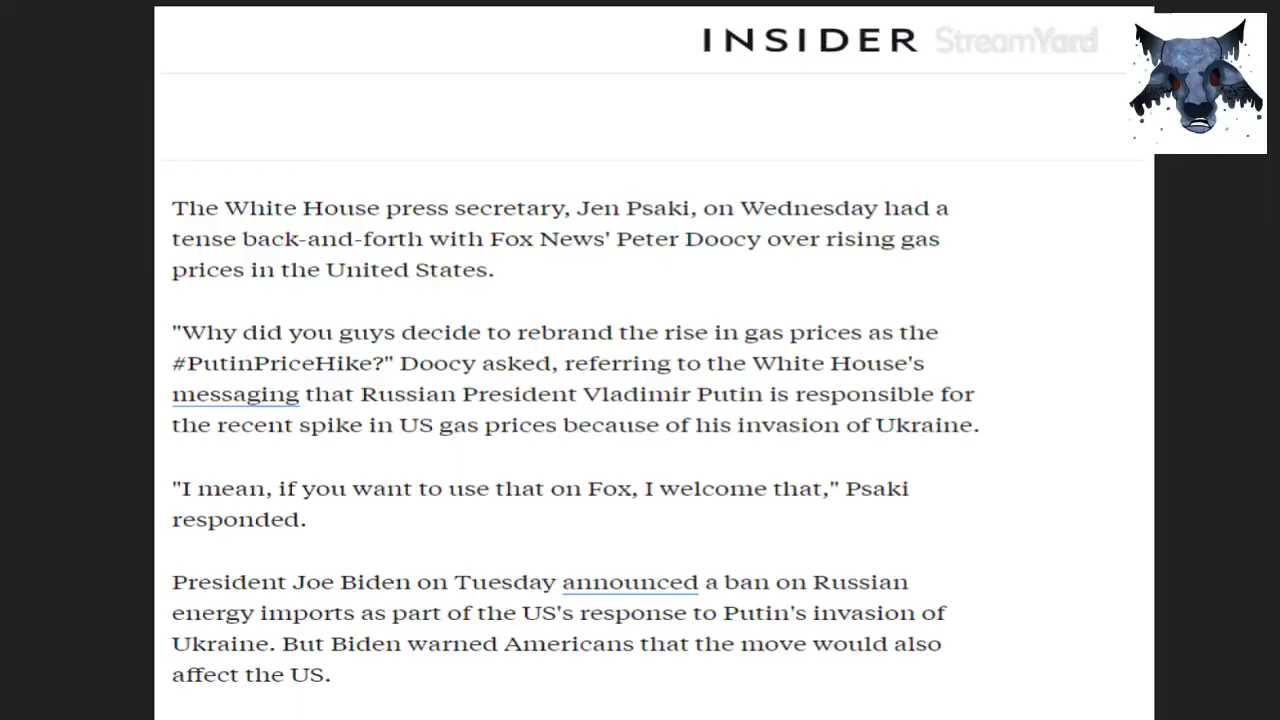 INSIDER StreamYard
The White House press secretary, Jen Psaki, on Wednesday had a
tense back-and-forth with Fox News' Peter Doocy over rising gas
prices in the United States.
"Why did you guys decide to rebrand the rise in gas prices as the
#PutinPriceHike?" Doocy asked, referring to the White House's
messaging that Russian President Vladimir Putin is responsible for
the recent spike in US gas prices because of his invasion of Ukraine.
"I mean, if you want to use that on Fox, I welcome that," Psaki
responded.
President Joe Biden on Tuesday announced a ban on Russian
energy imports as part of the US's response to Putin's invasion of
Ukraine. But Biden warned Americans that the move would also
affect the US.